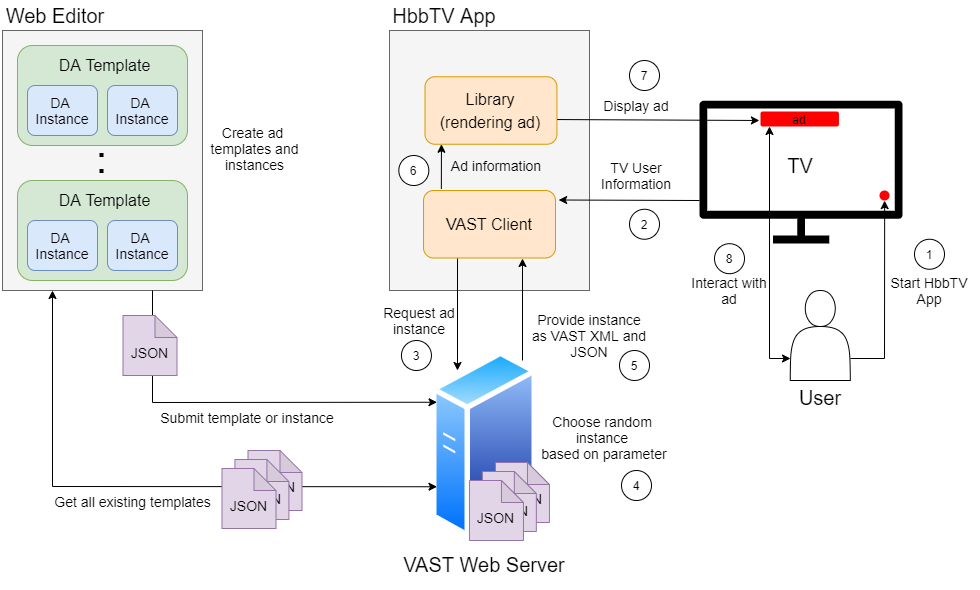 Web Editor
DA Template
DA
Instance
DA
Instance
DA Template
DA
Instance
DA
Instance
Create ad
templates and
instances
JSON
Submit template or instance
Get all existing templates
JSON
N
HbbTV App
Library
(rendering ad)
6
Ad information
VAST Client
7
Display ad
TV User
Information
2
ad
TV
8
Interact with
ad
1
Start HbbTV
App
User
Request ad
instance
3
Provide instance
as VAST XML and
JSON
5
Choose random
instance
based on parameter
4
JSON
N
VAST Web Server